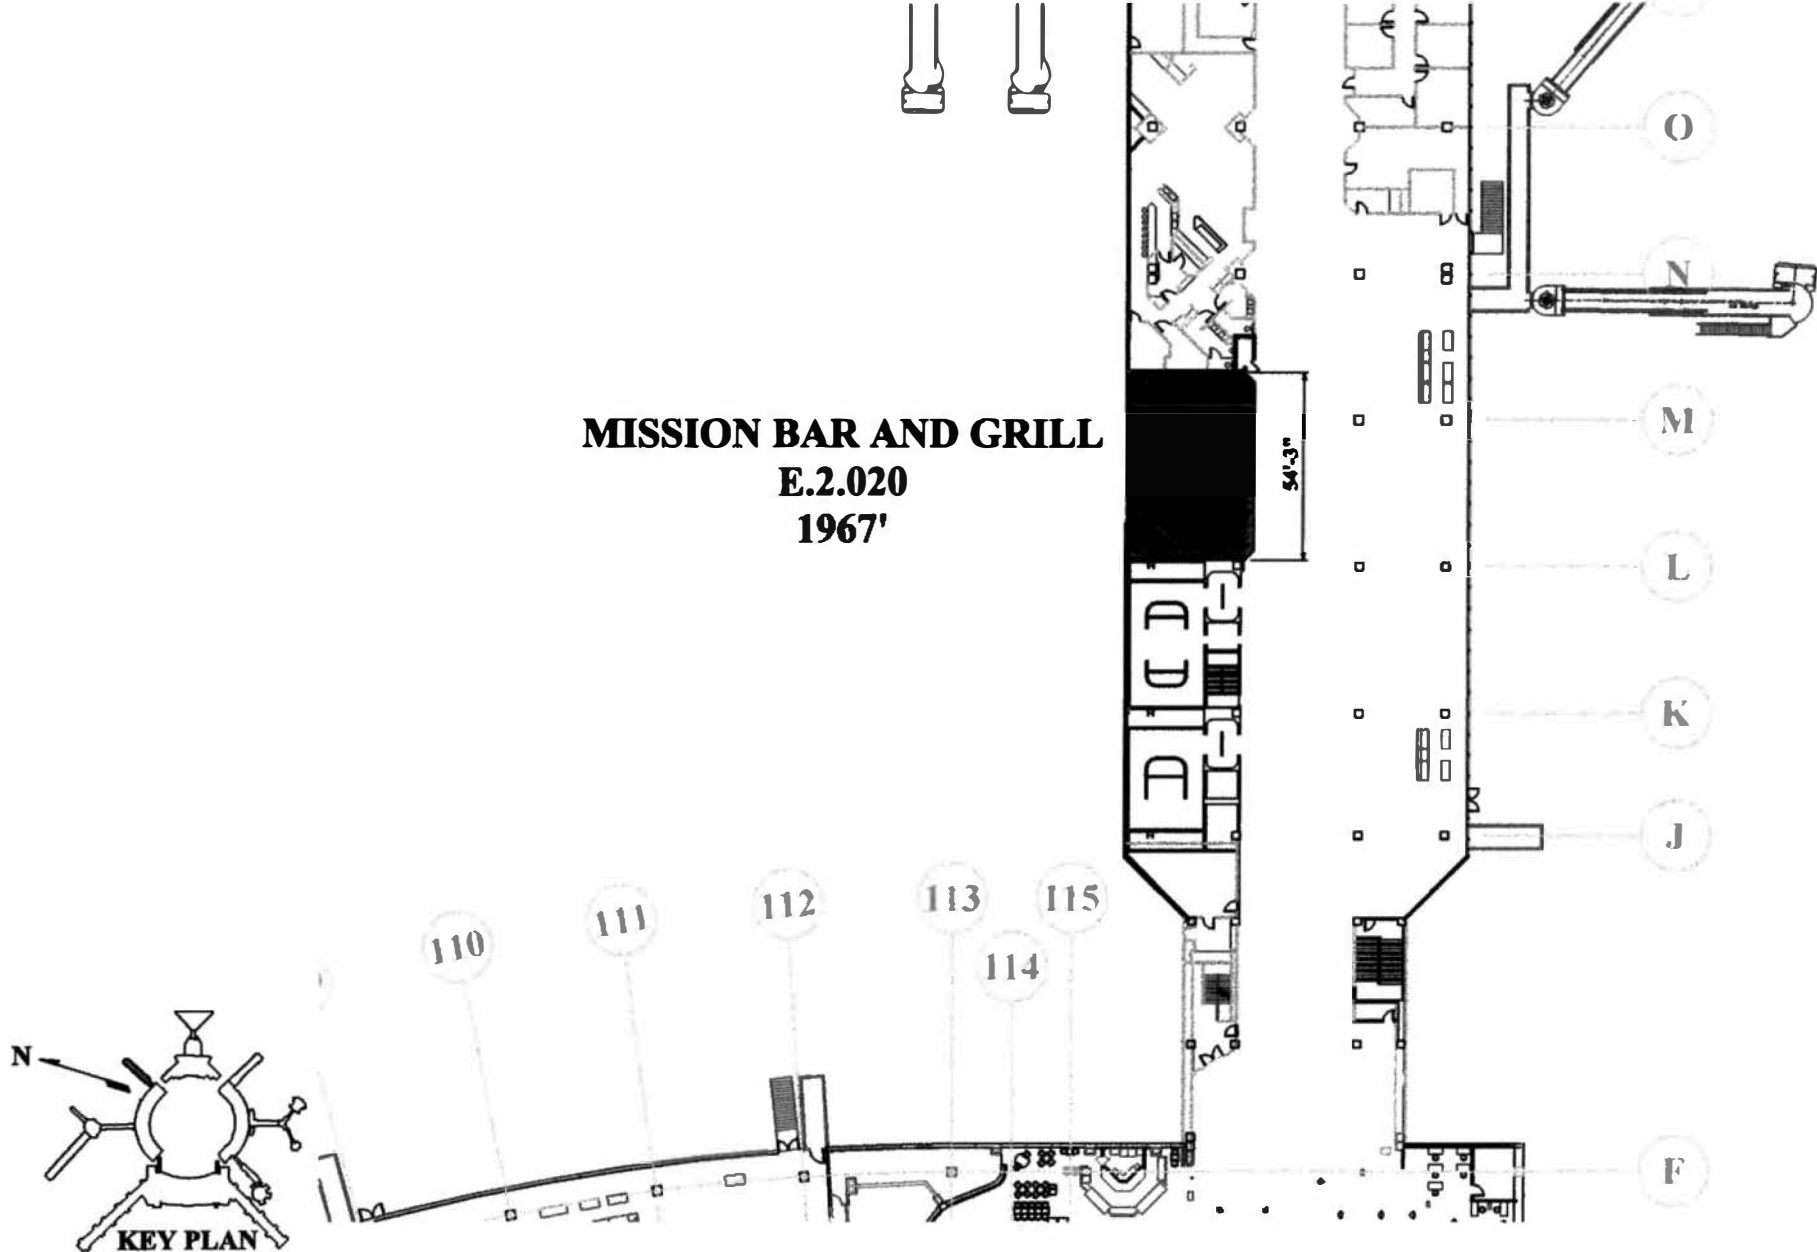 O
N
M
MISSION BAR AND GRILL
E.2.020
1967'
54'-3"
L
K
J
110
111
112
113
115
114
F
N
KEY PLAN